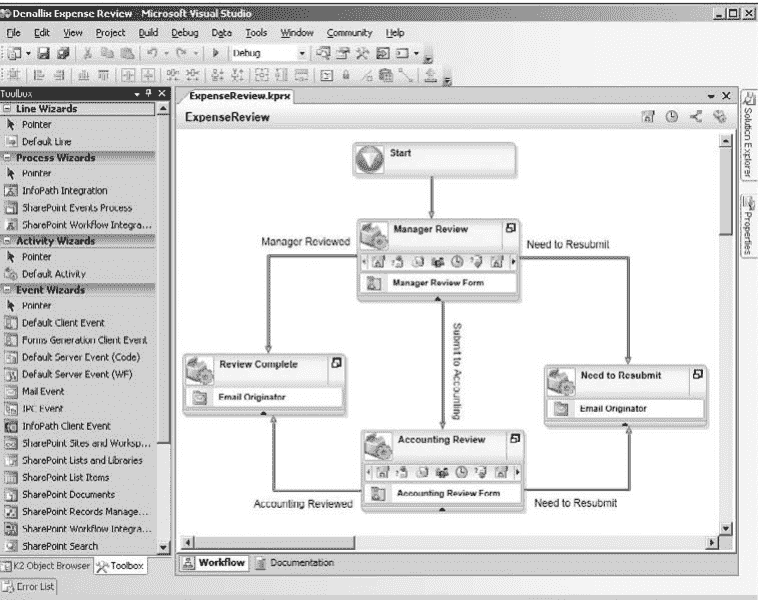 Denallix Expense Review - Microsoft Visual Studio
File Edit View Project Build Debug Data Tools Window Community Help
Debug
Toolbox
Line Wizards
Pointer
Default Line
Process Wizards
Pointer
InfoPath Integration
SharePoint Events Process
SharePoint Workflow Integra...
Activity Wizards
Pointer
Default Activity
Event Wizards
Pointer
Default Client Event
Forms Generation Client Event
Default Server Event (Code)
Default Server Event (WF)
Mail Event
IPC Event
InfoPath Client Event
SharePoint Sites and Worksp...
SharePoint Lists and Libraries
SharePoint List Items
SharePoint Documents
SharePoint Records Manage...
SharePoint Workflow Integra...
SharePoint Search
K2 Object Browser Toolbox
Error List
ExpenseReview.kprx
ExpenseReview
Start
Manager Review
Manager Review Form
Manager Reviewed
Need to Resubmit
Submit to Accounting
Review Complete
Email Originator
Need to Resubmit
Email Originator
Accounting Review
Accounting Review Form
Accounting Reviewed
Need to Resubmit
Workflow Documentation
Solution Explorer
Properties